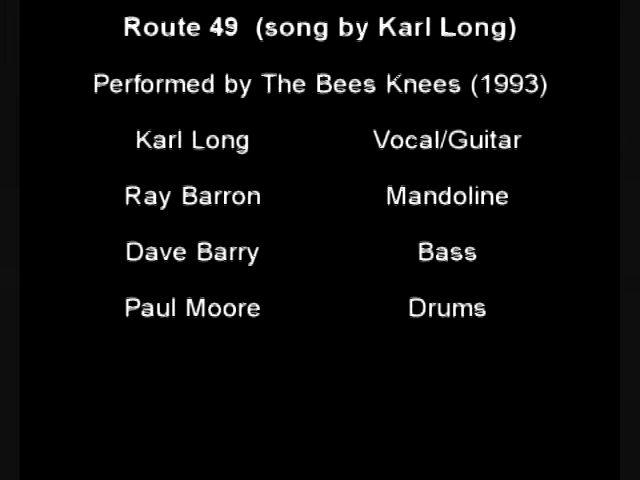 Route 49 (song by Karl Long)
Performed by The Bees Knees (1993)
Karl Long Vocal/Guitar
Ray Barron Mandoline
Dave Barry Bass
Paul Moore Drums